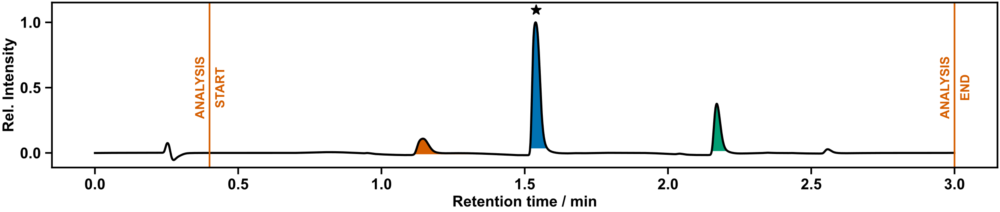 Rel. Intensity
1.0
0.5
0.0
ANALYSIS
START
ANALYSIS
END
0.0
0.5
1.0
1.5
2.0
2.5
3.0
Retention time / min